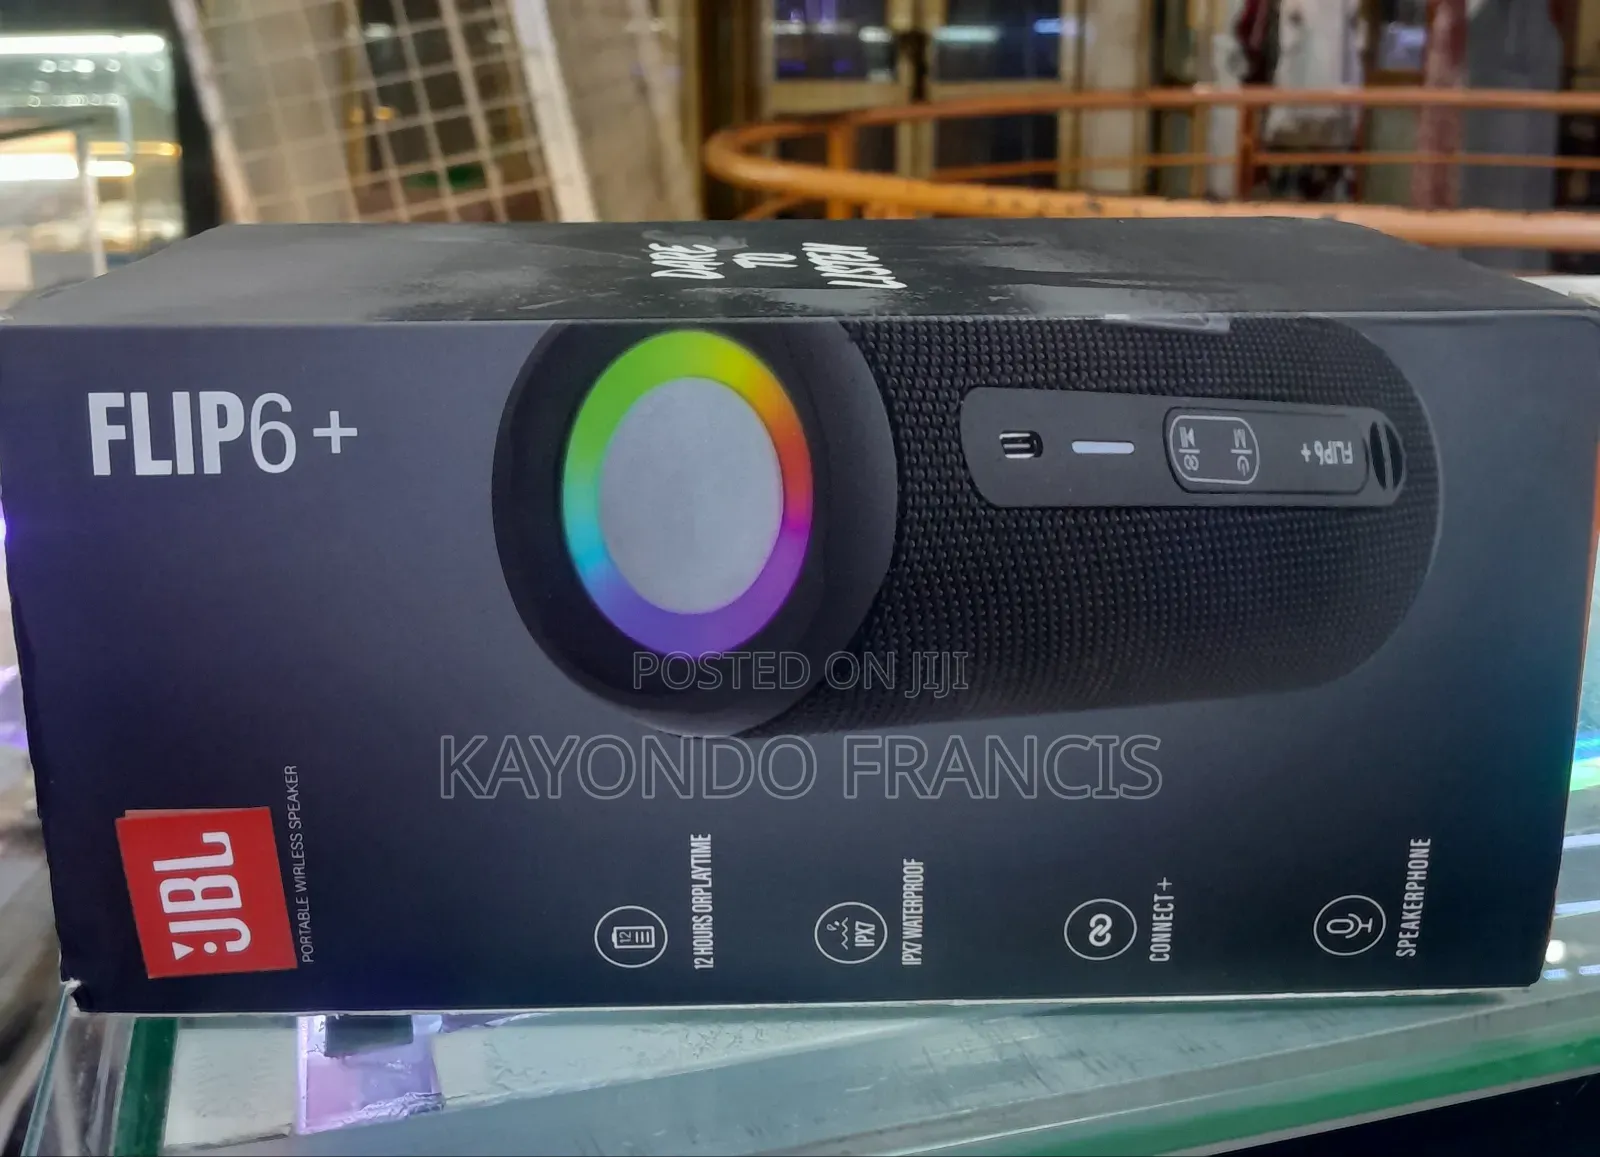 DARE
TO
LISTEN
FLIP6+
FLIP6+
POSTED ON JIJI
KAYONDO FRANCIS
JBL
PORTABLE WIRLESS SPEAKER
12
12 HOURS ORPLAYTIME
IPX7
IPX7 WATERPROOF
CONNECT+
SPEAKERPHONE